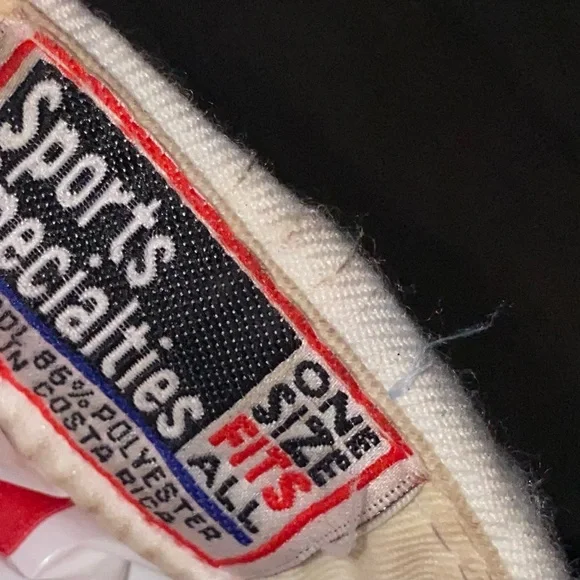 Sports
Specialties
ONE
SIZE
FITS
ALL
85% POLYESTER
IN COSTA RICA